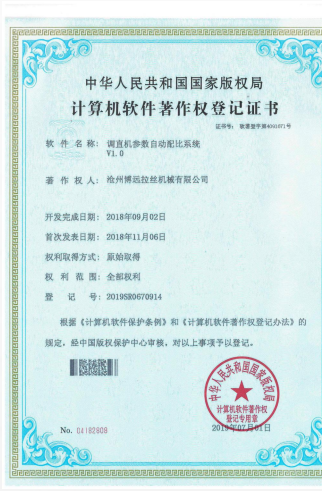 中华人民共和国国家版权局
计算机软件著作权登记证书
证书号： 软著登字第4091071号
软件名称： 调直机参数自动配比系统
V1.0
著作权人： 沧州博远拉丝机械有限公司
开发完成日期： 2018年09月02日
首次发表日期： 2018年11月06日
权利取得方式： 原始取得
权利范围： 全部权利
登记号： 2019SR0670914
根据《计算机软件保护条例》和《计算机软件著作权登记办法》的
规定，经中国版权保护中心审核，对以上事项予以登记。
中华人民共和国国家版权局
计算机软件著作权
登记专用章
No. 04182808
2019年07月01日